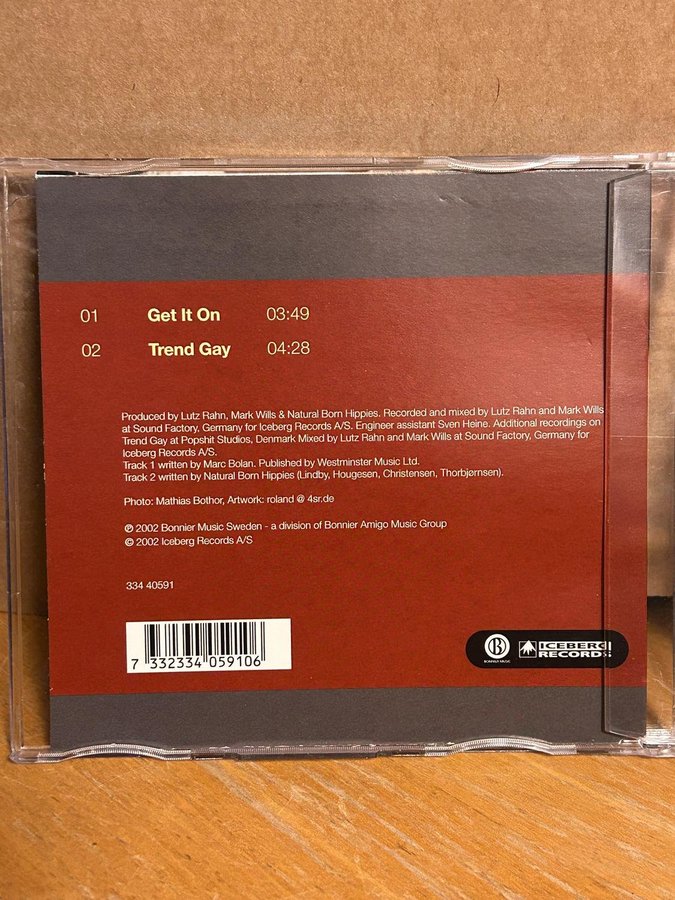 01 Get It On 03:49
02 Trend Gay 04:28
Produced by Lutz Rahn, Mark Wills & Natural Born Hippies. Recorded and mixed by Lutz Rahn and Mark Wills
at Sound Factory, Germany for Iceberg Records A/S. Engineer assistant Sven Heine. Additional recordings on
Trend Gay at Popshit Studios, Denmark Mixed by Lutz Rahn and Mark Wills at Sound Factory, Germany for
Iceberg Records A/S.
Track 1 written by Marc Bolan. Published by Westminster Music Ltd.
Track 2 written by Natural Born Hippies (Lindby, Hougesen, Christensen, Thorbjørnsen).
Photo: Mathias Bothor, Artwork: roland @ 4sr.de
℗ 2002 Bonnier Music Sweden - a division of Bonnier Amigo Music Group
© 2002 Iceberg Records A/S
334 40591
7 332334 059106
B
BONNIER MUSIC
ICEBERG
RECORDS